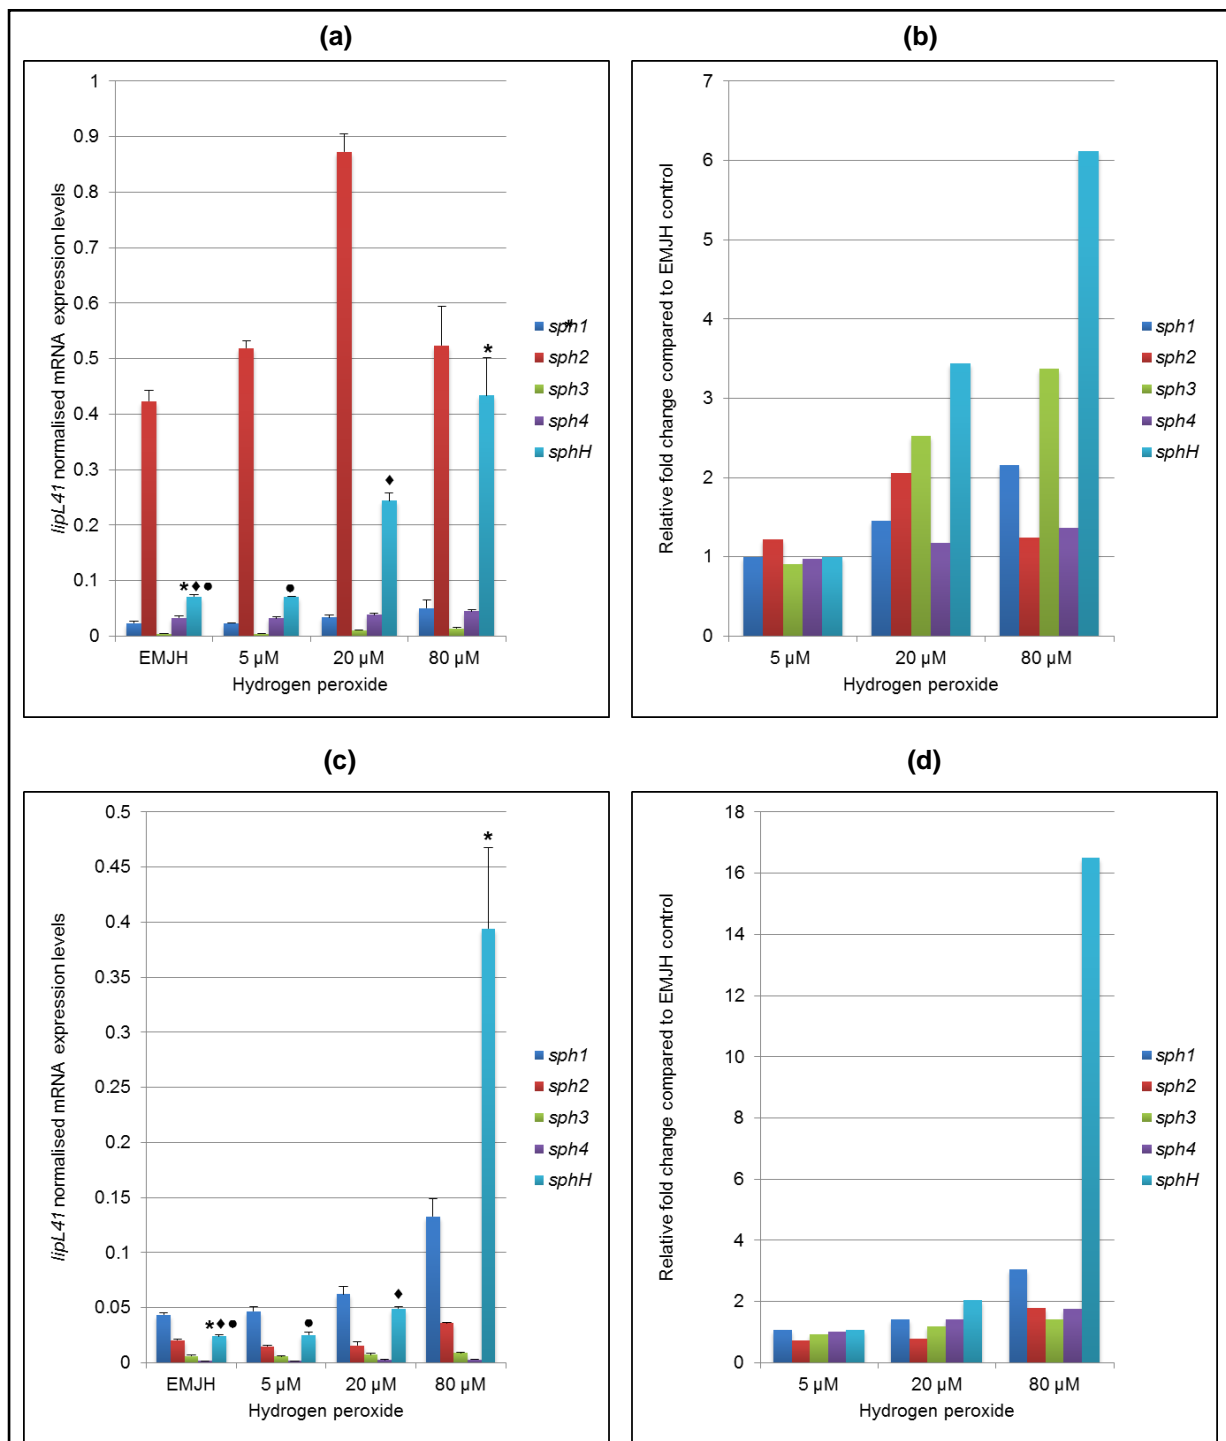 (a)
lipL41 normalised mRNA expression levels
1
0.9
0.8
0.7
0.6
0.5
0.4
0.3
0.2
0.1
0
*♦●
●
♦
*
EMJH 5 µM 20 µM 80 µM
Hydrogen peroxide
*
sph1
sph2
sph3
sph4
sphH
(b)
Relative fold change compared to EMJH control
7
6
5
4
3
2
1
0
5 µM 20 µM 80 µM
Hydrogen peroxide
sph1
sph2
sph3
sph4
sphH
(c)
lipL41 normalised mRNA expression levels
0.5
0.45
0.4
0.35
0.3
0.25
0.2
0.15
0.1
0.05
0
*♦●
●
♦
*
EMJH 5 µM 20 µM 80 µM
Hydrogen peroxide
sph1
sph2
sph3
sph4
sphH
(d)
Relative fold change compared to EMJH control
18
16
14
12
10
8
6
4
2
0
5 µM 20 µM 80 µM
Hydrogen peroxide
sph1
sph2
sph3
sph4
sphH